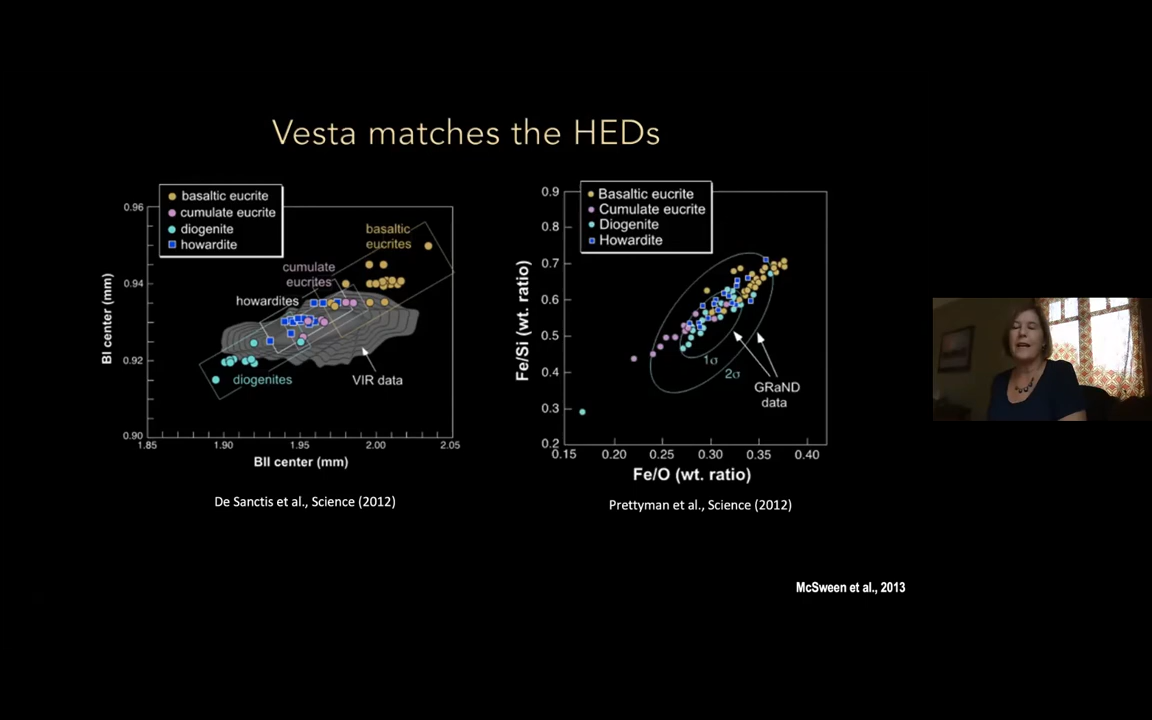 Vesta matches the HEDs
basaltic eucrite
cumulate eucrite
diogenite
howardite
0.96
0.94
0.92
0.90
BI center (mm)
basaltic
eucrites
cumulate
eucrites
howardites
diogenites
VIR data
1.85
1.90
1.95
2.00
2.05
BII center (mm)
De Sanctis et al., Science (2012)
Basaltic eucrite
Cumulate eucrite
Diogenite
Howardite
0.9
0.8
0.7
0.6
0.5
0.4
0.3
0.2
Fe/Si (wt. ratio)
1σ
2σ
GRaND
data
0.15
0.20
0.25
0.30
0.35
0.40
Fe/O (wt. ratio)
Prettyman et al., Science (2012)
McSween et al., 2013